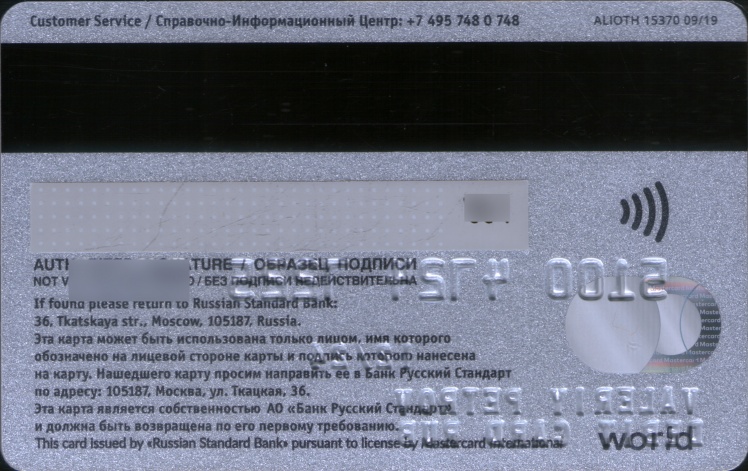 Customer Service / Справочно-Информационный Центр: +7 495 748 0 748
ALIOTH 15370 09/19
SIGNATURE / ОБРАЗЕЦ ПОДПИСИ
NOT / БЕЗ ПОДПИСИ НЕДЕЙСТВИТЕЛЬНА
If found please return to Russian Standard Bank:
36, Tkatskaya str., Moscow, 105187, Russia.
Эта карта может быть использована только лицом, имя которого
обозначено на лицевой стороне карты и подпись которого нанесена
на карту. Нашедшего карту просим направить ее в Банк Русский Стандарт
по адресу: 105187, Москва, ул. Ткацкая, 36.
Эта карта является собственностью АО «Банк Русский Стандарт»
и должна быть возвращена по его первому требованию.
This card issued by «Russian Standard Bank» pursuant to license by Mastercard International
world